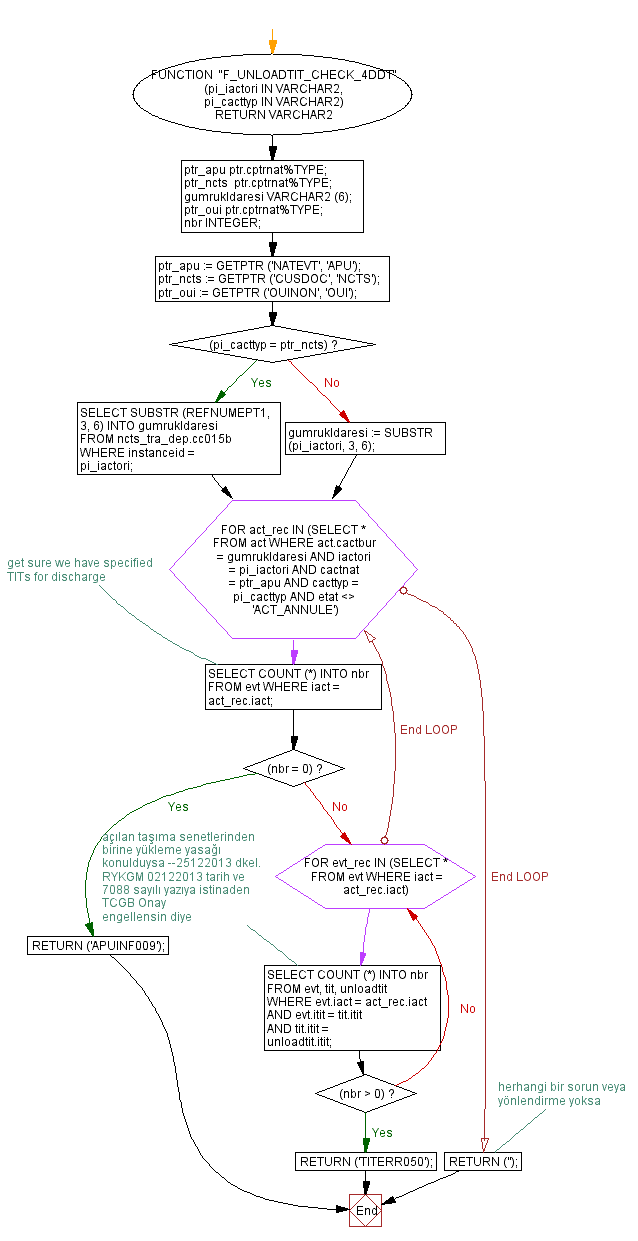 FUNCTION "F_UNLOADTIT_CHECK_4DDT"
(pi_iactori IN VARCHAR2,
pi_cacttyp IN VARCHAR2)
RETURN VARCHAR2
ptr_apu ptr.cptrnat%TYPE;
ptr_ncts ptr.cptrnat%TYPE;
gumrukIdaresi VARCHAR2 (6);
ptr_oui ptr.cptrnat%TYPE;
nbr INTEGER;
ptr_apu := GETPTR ('NATEVT', 'APU');
ptr_ncts := GETPTR ('CUSDOC', 'NCTS');
ptr_oui := GETPTR ('OUINON', 'OUI');
(pi_cacttyp = ptr_ncts) ?
Yes
No
SELECT SUBSTR (REFNUMEPT1,
3, 6) INTO gumrukIdaresi
FROM ncts_tra_dep.cc015b
WHERE instanceid =
pi_iactori;
gumrukIdaresi := SUBSTR
(pi_iactori, 3, 6);
FOR act_rec IN (SELECT *
FROM act WHERE act.cactbur
= gumrukIdaresi AND iactori
= pi_iactori AND cactnat
= ptr_apu AND cacttyp =
pi_cacttyp AND etat <>
'ACT_ANNULE')
get sure we have specified
TITs for discharge
SELECT COUNT (*) INTO nbr
FROM evt WHERE iact =
act_rec.iact;
End LOOP
(nbr = 0) ?
Yes
No
açılan taşıma senetlerinden
birine yükleme yasağı
konulduysa --25122013 dkel.
RYKGM 02122013 tarih ve
7088 sayılı yazıya istinaden
TCGB Onay
engellensin diye
FOR evt_rec IN (SELECT *
FROM evt WHERE iact =
act_rec.iact)
End LOOP
RETURN ('APUINF009');
SELECT COUNT (*) INTO nbr
FROM evt, tit, unloadtit
WHERE evt.iact = act_rec.iact
AND evt.itit = tit.itit
AND tit.itit =
unloadtit.itit;
No
(nbr > 0) ?
herhangi bir sorun veya
yönlendirme yoksa
Yes
RETURN ('TITERR050');
RETURN ('');
End